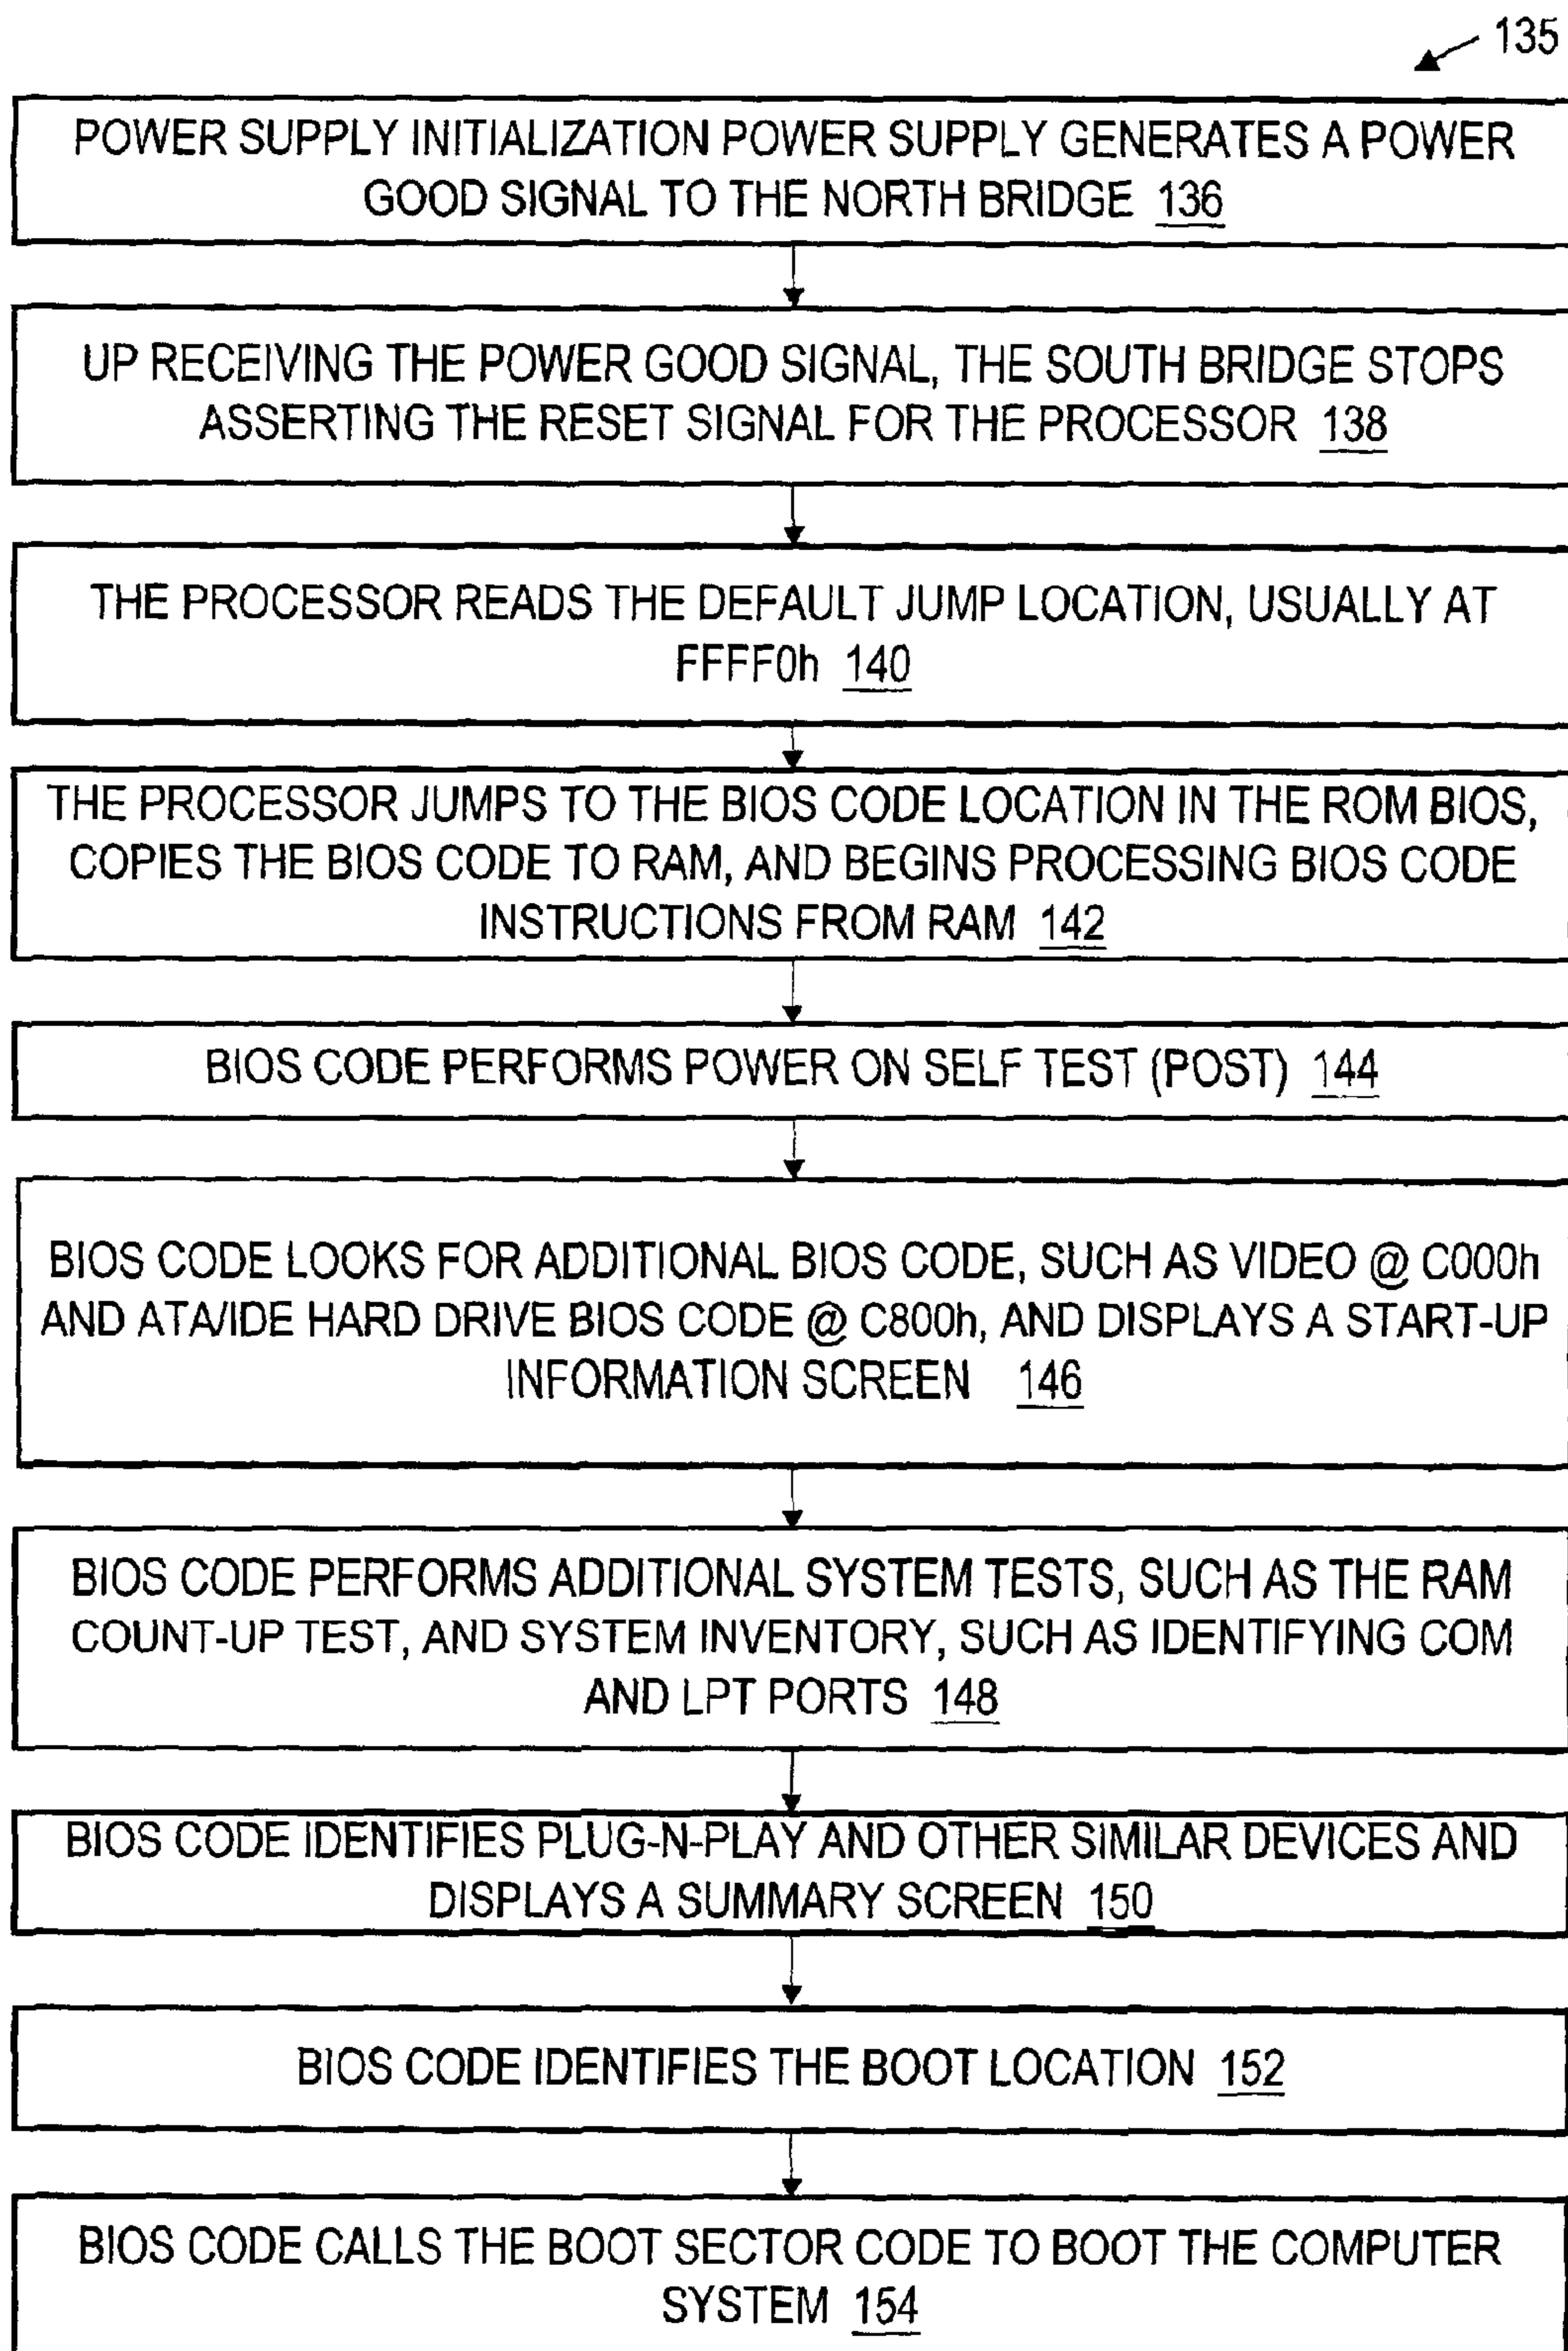 135
POWER SUPPLY INITIALIZATION POWER SUPPLY GENERATES A POWER
GOOD SIGNAL TO THE NORTH BRIDGE 136
UP RECEIVING THE POWER GOOD SIGNAL, THE SOUTH BRIDGE STOPS
ASSERTING THE RESET SIGNAL FOR THE PROCESSOR 138
THE PROCESSOR READS THE DEFAULT JUMP LOCATION, USUALLY AT
FFFF0h 140
THE PROCESSOR JUMPS TO THE BIOS CODE LOCATION IN THE ROM BIOS,
COPIES THE BIOS CODE TO RAM, AND BEGINS PROCESSING BIOS CODE
INSTRUCTIONS FROM RAM 142
BIOS CODE PERFORMS POWER ON SELF TEST (POST) 144
BIOS CODE LOOKS FOR ADDITIONAL BIOS CODE, SUCH AS VIDEO @ C000h
AND ATA/IDE HARD DRIVE BIOS CODE @ C800h, AND DISPLAYS A START-UP
INFORMATION SCREEN 146
BIOS CODE PERFORMS ADDITIONAL SYSTEM TESTS, SUCH AS THE RAM
COUNT-UP TEST, AND SYSTEM INVENTORY, SUCH AS IDENTIFYING COM
AND LPT PORTS 148
BIOS CODE IDENTIFIES PLUG-N-PLAY AND OTHER SIMILAR DEVICES AND
DISPLAYS A SUMMARY SCREEN 150
BIOS CODE IDENTIFIES THE BOOT LOCATION 152
BIOS CODE CALLS THE BOOT SECTOR CODE TO BOOT THE COMPUTER
SYSTEM 154